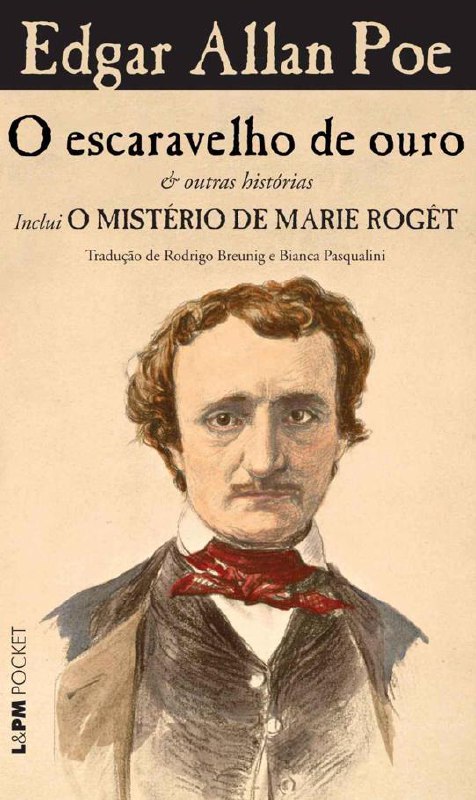 Edgar Allan Poe
O escaravelho de ouro
& outras histórias
Inclui O MISTÉRIO DE MARIE ROGÊT
Tradução de Rodrigo Breunig e Bianca Pasqualini
L&PM POCKET